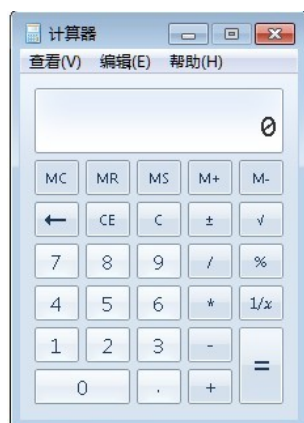 计算器
查看(V) 编辑(E) 帮助(H)
0
MC MR MS M+ M-
← CE C ± √
7 8 9 / %
4 5 6 * 1/x
1 2 3 - =
0 . +